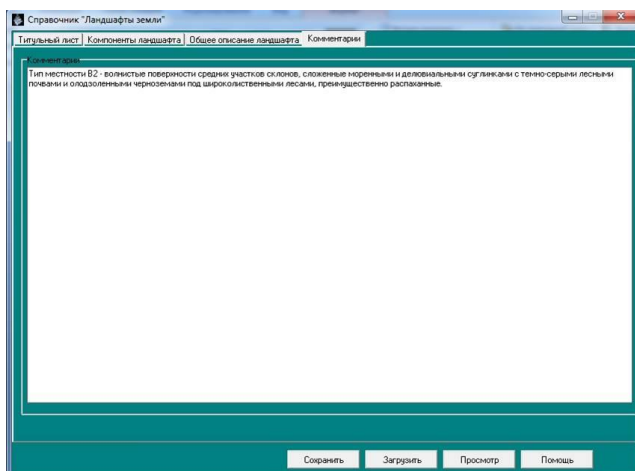 Справочник "Ландшафты земли"
Титульный лист Компоненты ландшафта Общее описание ландшафта Комментарии
Комментарии
Тип местности В2 - волнистые поверхности средних участков склонов, сложенные моренными и делювиальными суглинками с темно-серыми лесными
почвами и оподзоленными черноземами под широколиственными лесами, преимущественно распаханные.
Сохранить Загрузить Просмотр Помощь